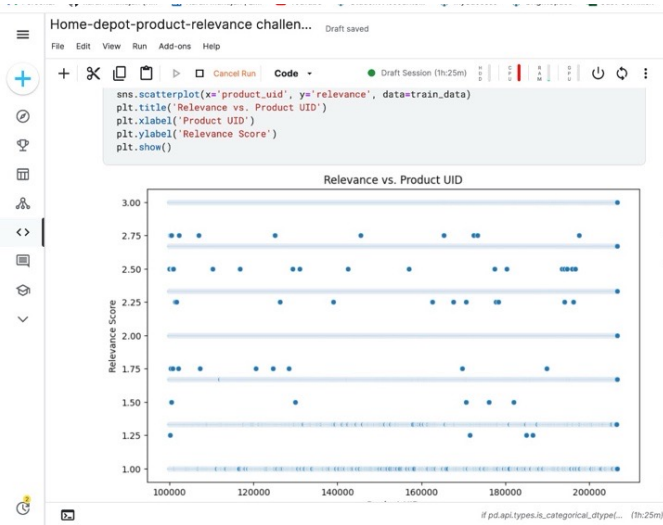 Home-depot-product-relevance challen...
Draft saved
File Edit View Run Add-ons Help
Cancel Run Code Draft Session (1h:25m)
sns.scatterplot(x='product_uid', y='relevance', data=train_data)
plt.title('Relevance vs. Product UID')
plt.xlabel('Product UID')
plt.ylabel('Relevance Score')
plt.show()
Relevance vs. Product UID
Relevance Score
3.00
2.75
2.50
2.25
2.00
1.75
1.50
1.25
1.00
100000 120000 140000 160000 180000 200000
if pd.api.types.is_categorical_dtype(... (1h:25m)